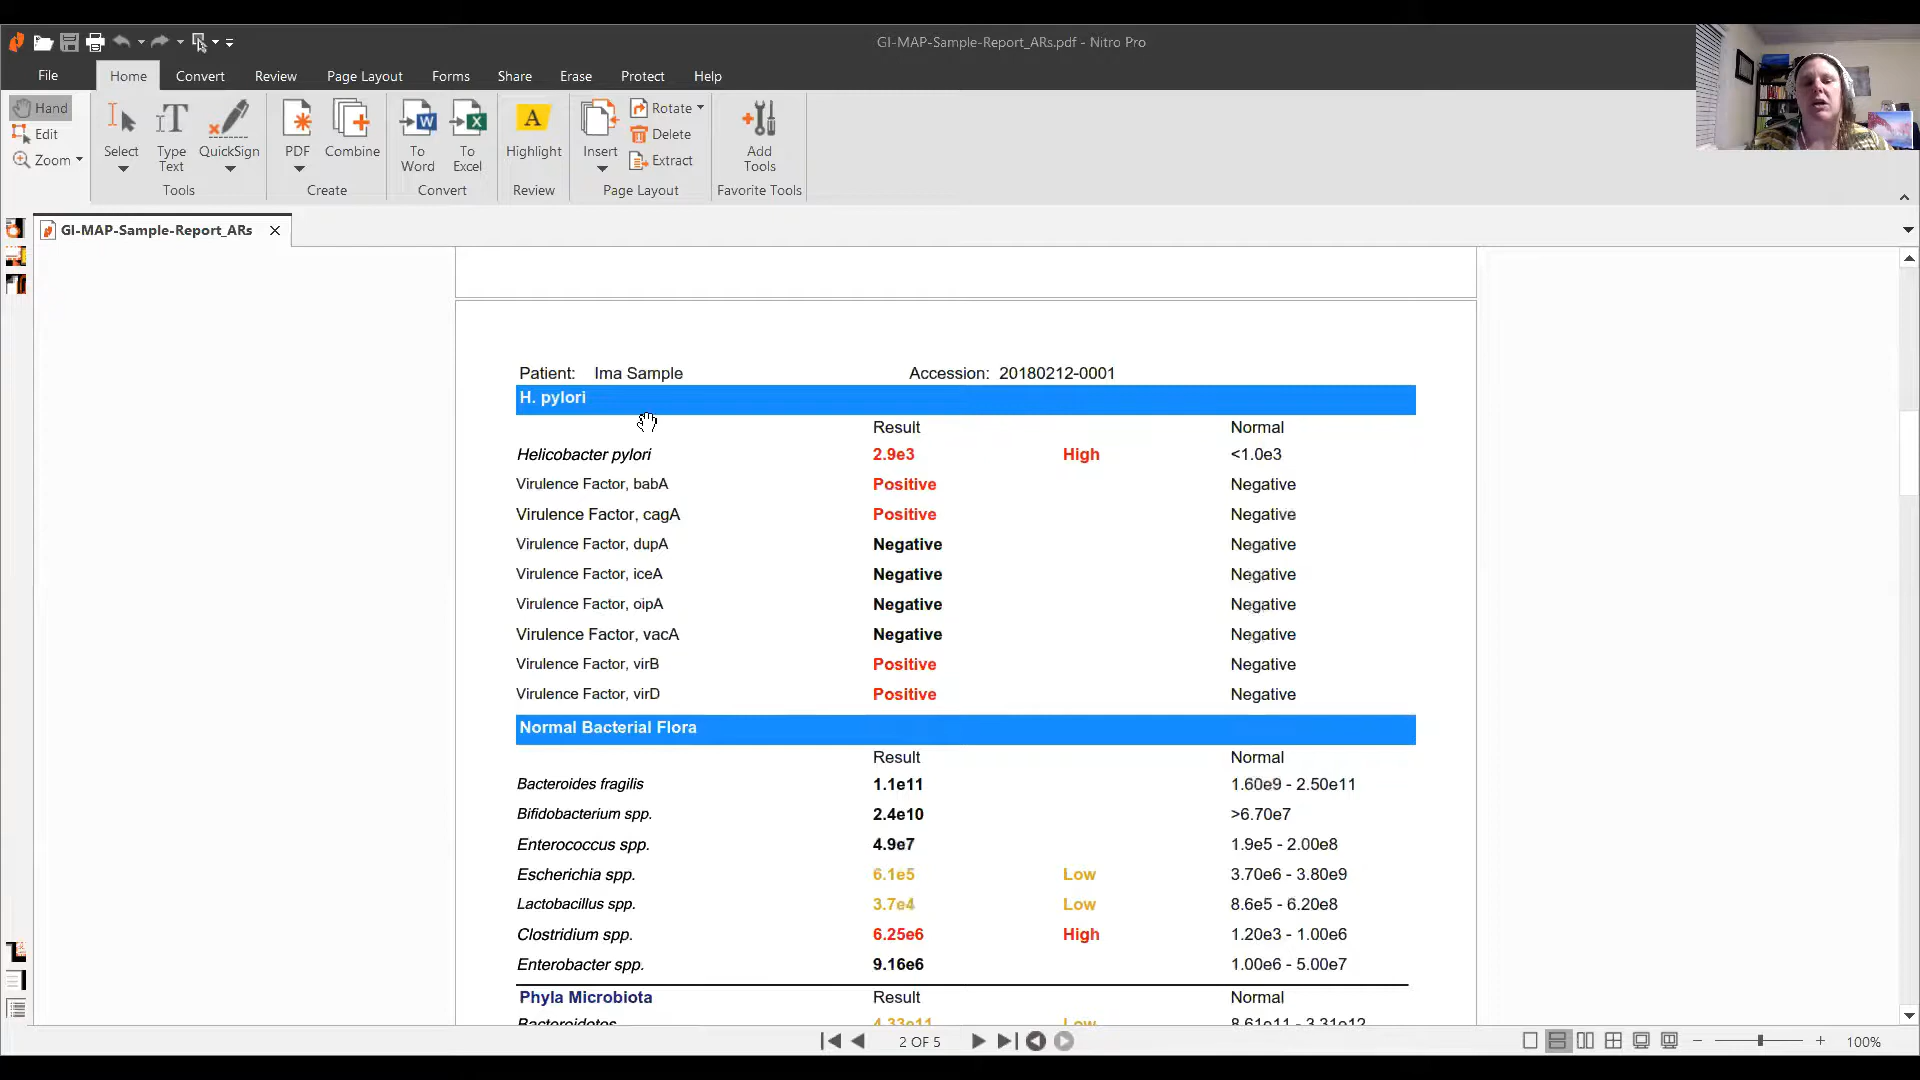 GI-MAP-Sample-Report_ARs.pdf - Nitro Pro
File Home Convert Review Page Layout Forms Share Erase Protect Help
Hand
Edit
Zoom
Select
Type Text
QuickSign
Tools
PDF
Combine
Create
To Word
To Excel
Convert
Highlight
Review
Insert
Rotate
Delete
Extract
Page Layout
Add Tools
Favorite Tools
GI-MAP-Sample-Report_ARs
Patient: Ima Sample Accession: 20180212-0001
H. pylori
Result Normal
Helicobacter pylori 2.9e3 High <1.0e3
Virulence Factor, babA Positive Negative
Virulence Factor, cagA Positive Negative
Virulence Factor, dupA Negative Negative
Virulence Factor, iceA Negative Negative
Virulence Factor, oipA Negative Negative
Virulence Factor, vacA Negative Negative
Virulence Factor, virB Positive Negative
Virulence Factor, virD Positive Negative
Normal Bacterial Flora
Result Normal
Bacteroides fragilis 1.1e11 1.60e9 - 2.50e11
Bifidobacterium spp. 2.4e10 >6.70e7
Enterococcus spp. 4.9e7 1.9e5 - 2.00e8
Escherichia spp. 6.1e5 Low 3.70e6 - 3.80e9
Lactobacillus spp. 3.7e4 Low 8.6e5 - 6.20e8
Clostridium spp. 6.25e6 High 1.20e3 - 1.00e6
Enterobacter spp. 9.16e6 1.00e6 - 5.00e7
Phyla Microbiota Result Normal
Bacteroidetes 4.33e11 Low 8.61e11 - 3.31e12
2 OF 5
100%